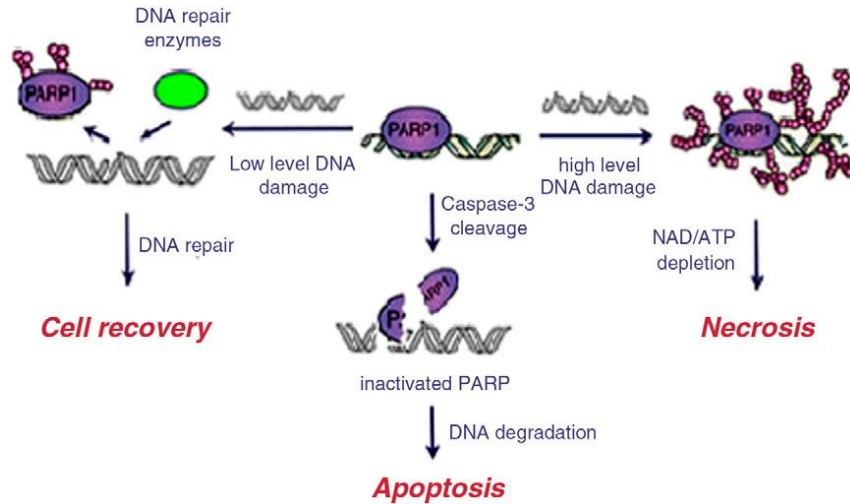 DNA repair
enzymes
PARP1
Low level DNA
damage
DNA repair
Cell recovery
PARP1
Caspase-3
cleavage
inactivated PARP
DNA degradation
Apoptosis
high level
DNA damage
PARP1
NAD/ATP
depletion
Necrosis